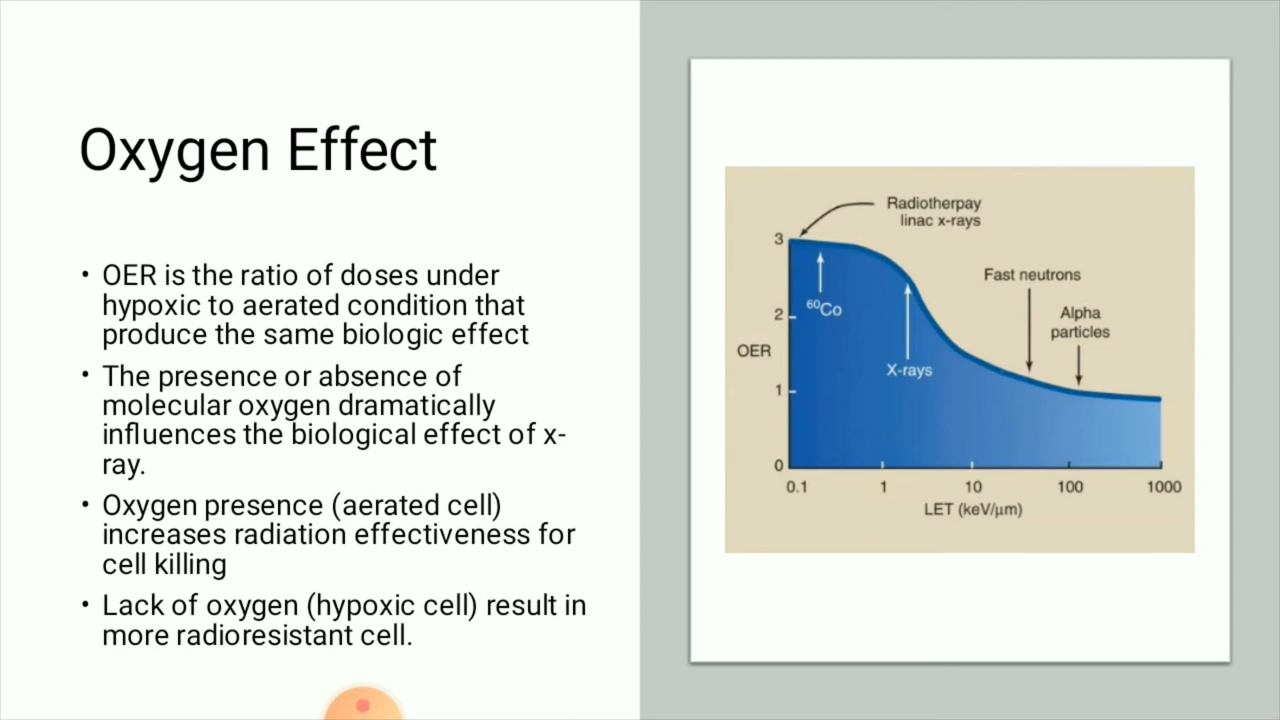 Oxygen Effect
• OER is the ratio of doses under
hypoxic to aerated condition that
produce the same biologic effect
• The presence or absence of
molecular oxygen dramatically
influences the biological effect of x-
ray.
• Oxygen presence (aerated cell)
increases radiation effectiveness for
cell killing
• Lack of oxygen (hypoxic cell) result in
more radioresistant cell.
Radiotherpay
linac x-rays
3
Fast neutrons
⁶⁰Co
2
Alpha
particles
OER
X-rays
1
0
0.1 1 10 100 1000
LET (keV/μm)